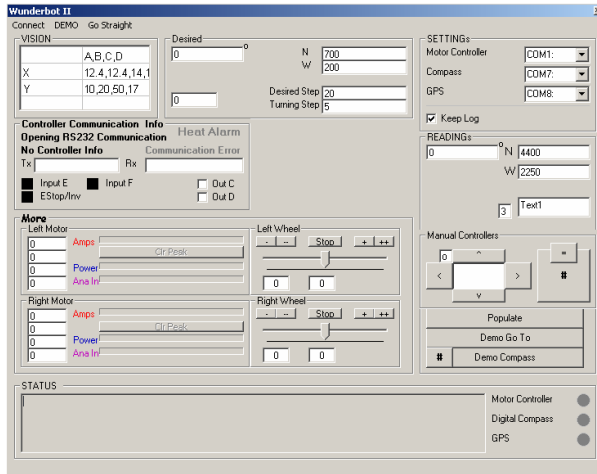 Wunderbot II
Connect DEMO Go Straight
VISION
A,B,C,D
X 12.4,12.4,14,1
Y 10,20,50,17
Desired
0 o N 700
W 200
0 Desired Step 20
Turning Step 5
SETTINGs
Motor Controller COM1:
Compass COM7:
GPS COM8:
Keep Log
Controller Communication Info
Opening RS232 Communication Heat Alarm
No Controller Info Communication Error
Tx Rx
Input E Input F Out C
EStop/Inv Out D
READINGs
0 o N 4400
W 2250
3 Text1
More
Left Motor
0 Amps
0 Clr Peak
0 Power
0 Ana In
Left Wheel
- -- Stop + ++
0 0
Right Motor
0 Amps
0 Clr Peak
0 Power
0 Ana In
Right Wheel
- -- Stop + ++
0 0
Manual Controllers
0 ^ =
< > #
v
Populate
Demo Go To
# Demo Compass
STATUS
Motor Controller
Digital Compass
GPS